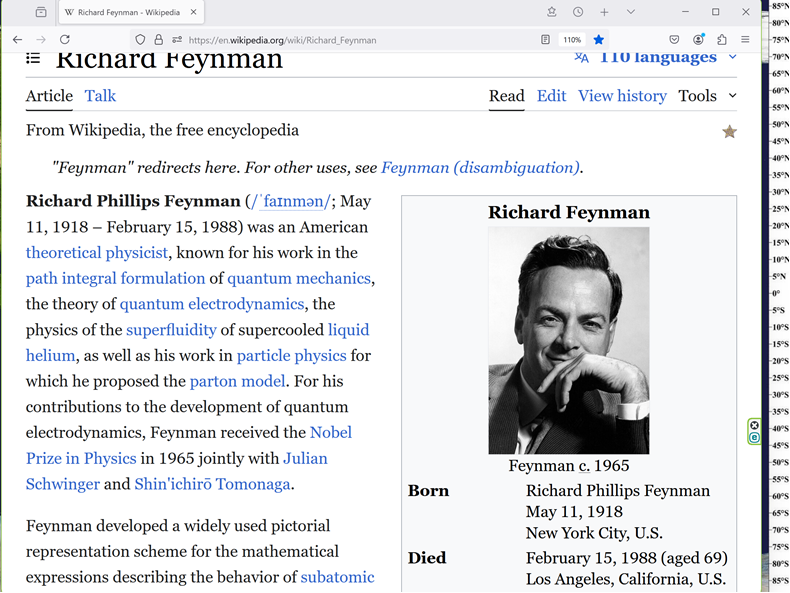 Richard Feynman - Wikipedia
https://en.wikipedia.org/wiki/Richard_Feynman
110%
Richard Feynman
110 languages
Article Talk
Read Edit View history Tools
From Wikipedia, the free encyclopedia
"Feynman" redirects here. For other uses, see Feynman (disambiguation).
Richard Phillips Feynman (/ˈfaɪnmən/; May
11, 1918 – February 15, 1988) was an American
theoretical physicist, known for his work in the
path integral formulation of quantum mechanics,
the theory of quantum electrodynamics, the
physics of the superfluidity of supercooled liquid
helium, as well as his work in particle physics for
which he proposed the parton model. For his
contributions to the development of quantum
electrodynamics, Feynman received the Nobel
Prize in Physics in 1965 jointly with Julian
Schwinger and Shin'ichirō Tomonaga.
Feynman developed a widely used pictorial
representation scheme for the mathematical
expressions describing the behavior of subatomic
Richard Feynman
Feynman c. 1965
Born
Richard Phillips Feynman
May 11, 1918
New York City, U.S.
Died
February 15, 1988 (aged 69)
Los Angeles, California, U.S.
85°N
80°N
75°N
70°N
65°N
60°N
55°N
50°N
45°N
40°N
35°N
30°N
25°N
20°N
15°N
10°N
5°N
0°
5°S
10°S
15°S
20°S
25°S
30°S
35°S
40°S
45°S
50°S
55°S
60°S
65°S
70°S
75°S
80°S
85°S